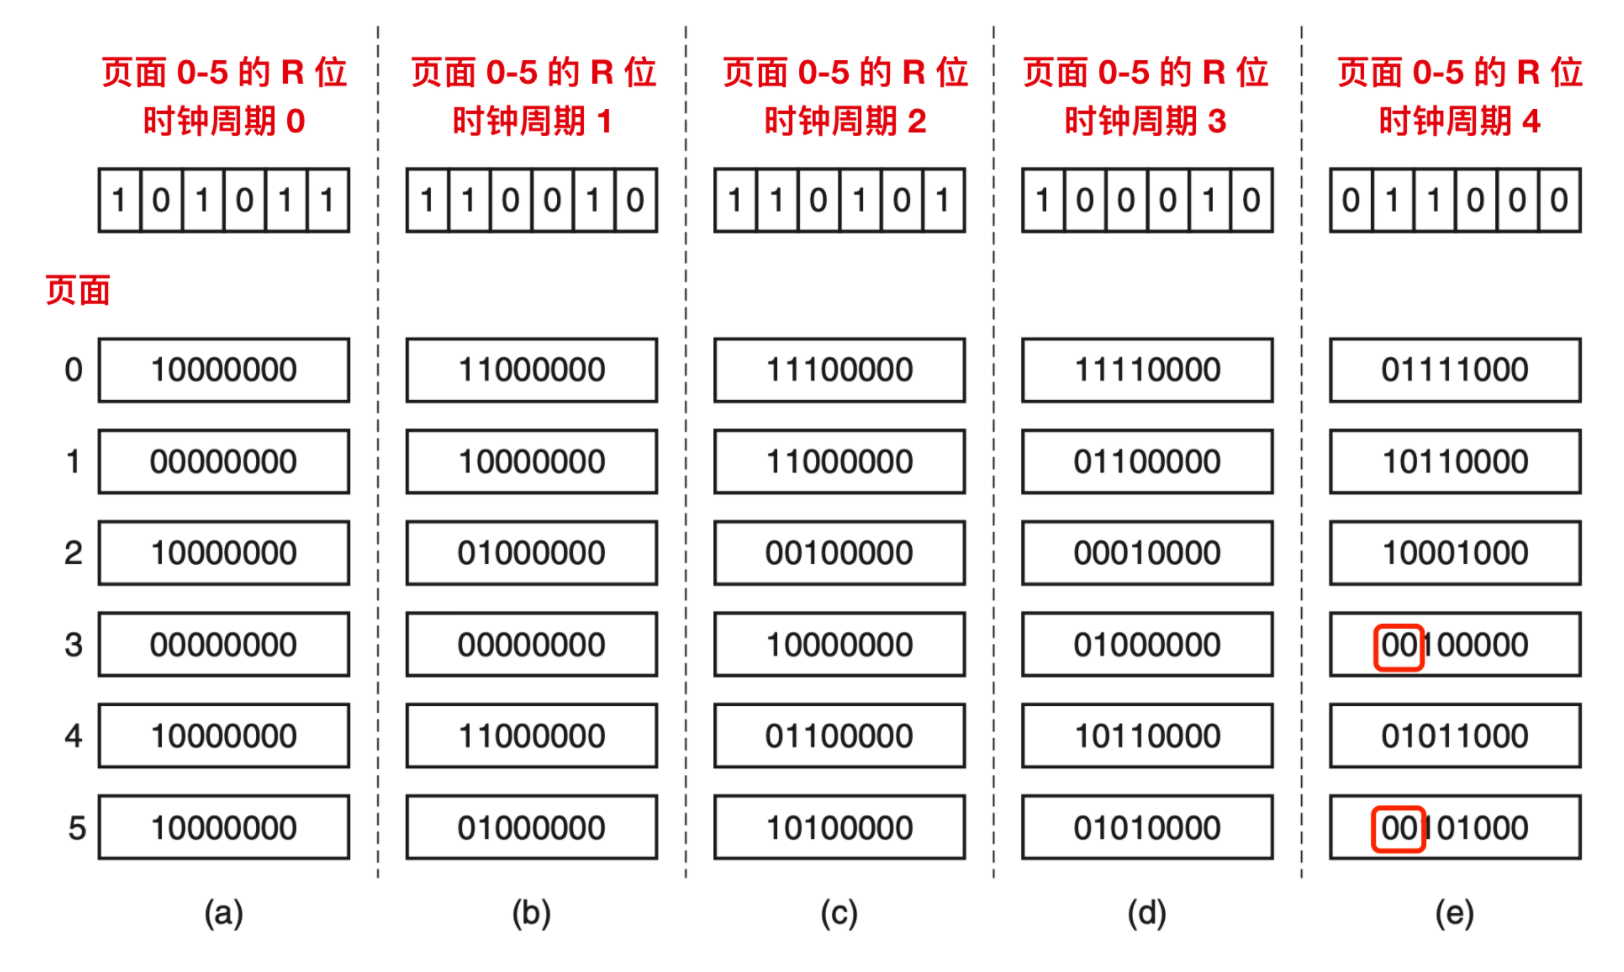 页面 0-5 的 R 位 页面 0-5 的 R 位 页面 0-5 的 R 位 页面 0-5 的 R 位 页面 0-5 的 R 位
时钟周期 0 时钟周期 1 时钟周期 2 时钟周期 3 时钟周期 4
1 0 1 0 1 1 1 1 0 0 1 0 1 1 0 1 0 1 1 0 0 0 1 0 0 1 1 0 0 0
页面
0 10000000 11000000 11100000 11110000 01111000
1 00000000 10000000 11000000 01100000 10110000
2 10000000 01000000 00100000 00010000 10001000
3 00000000 00000000 10000000 01000000 00100000
4 10000000 11000000 01100000 10110000 01011000
5 10000000 01000000 10100000 01010000 00101000
(a) (b) (c) (d) (e)